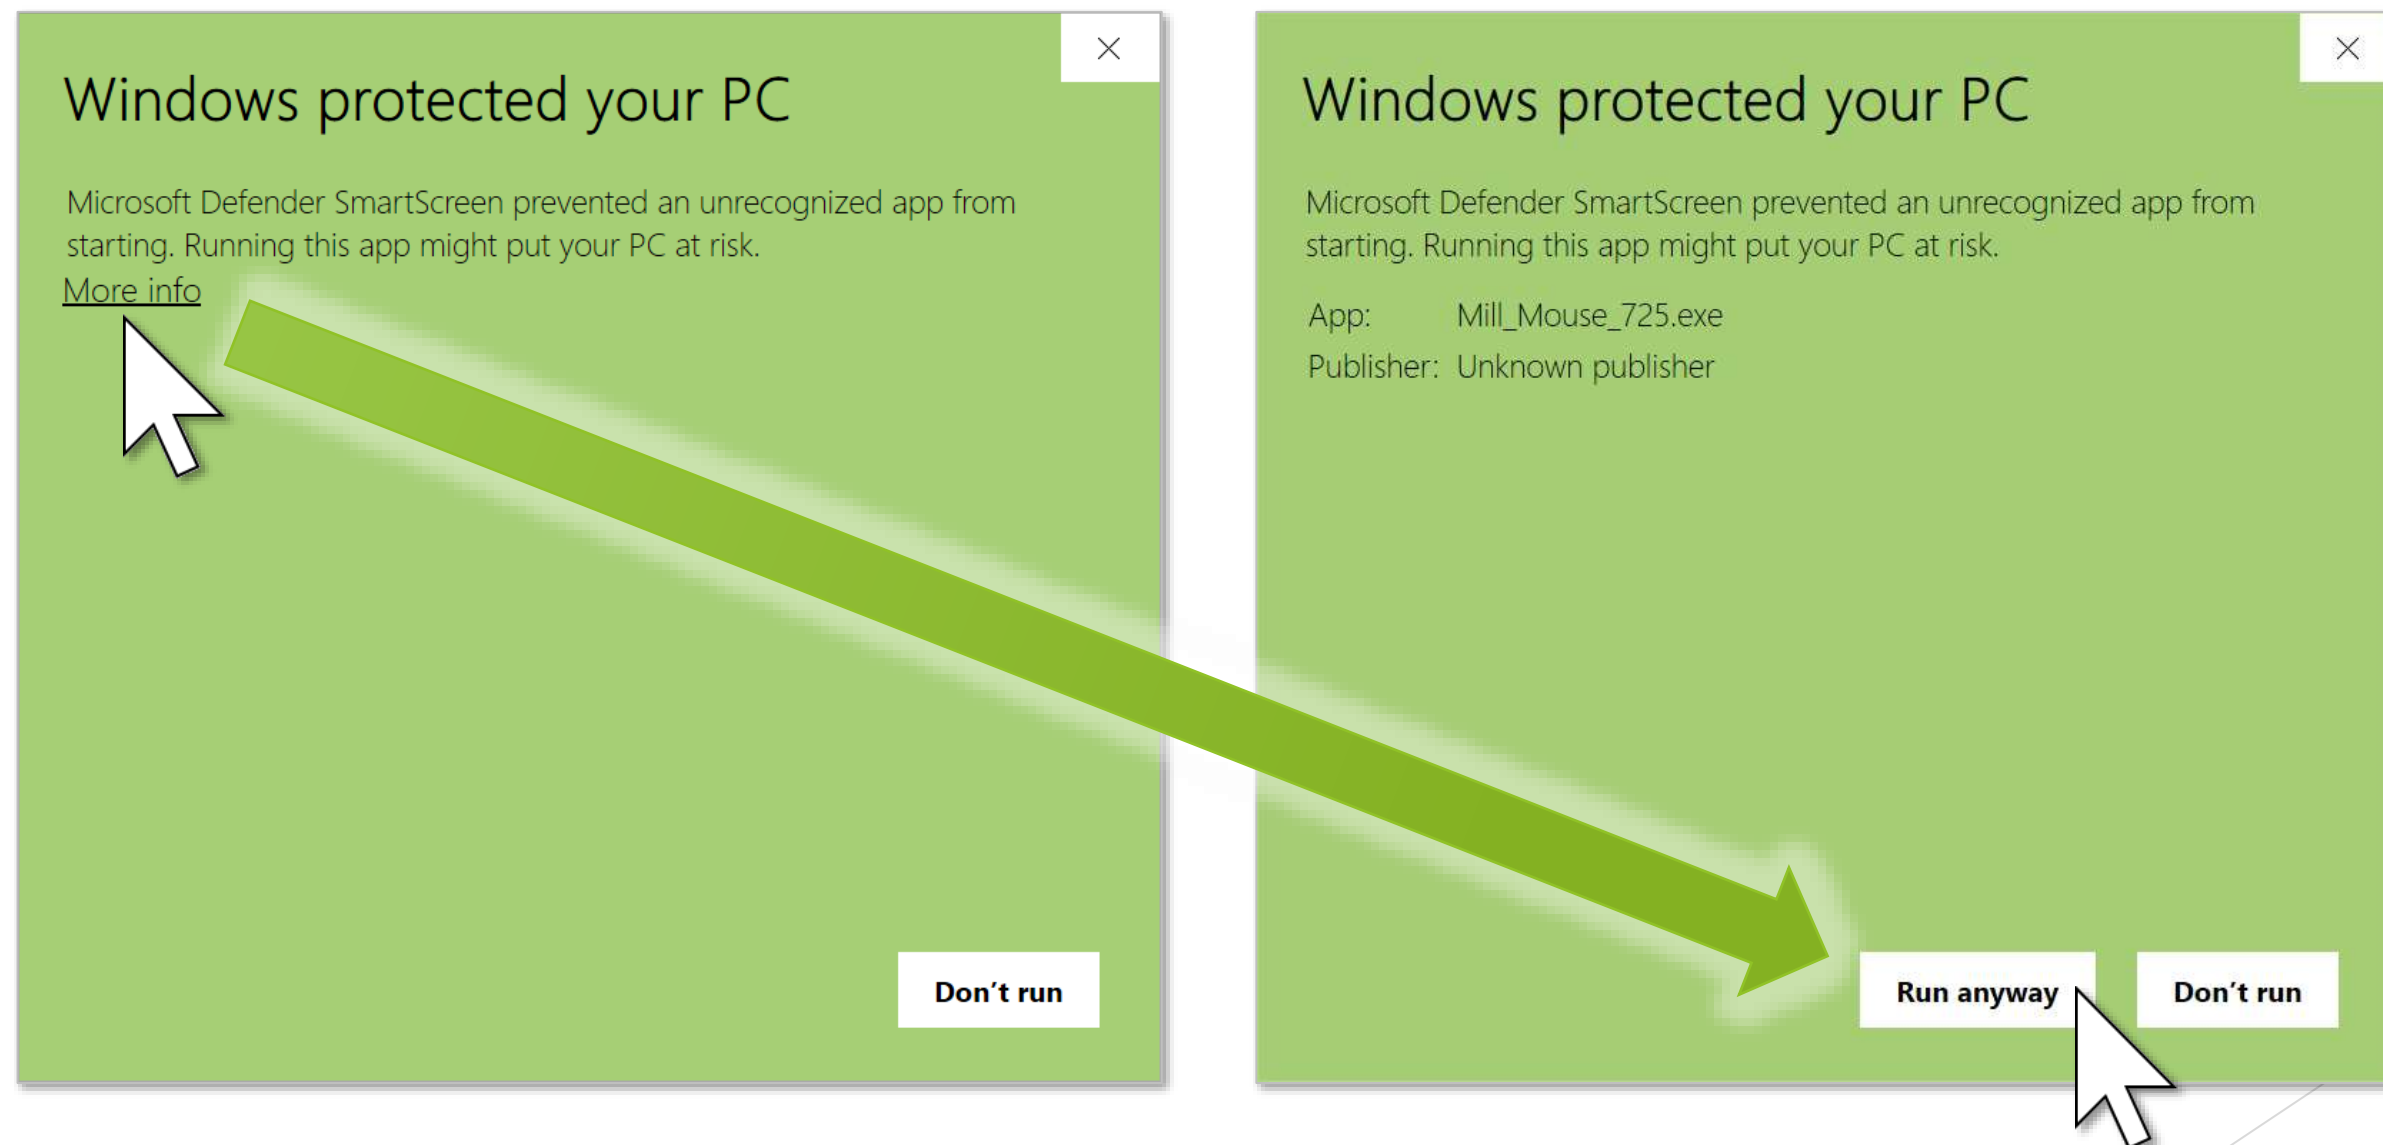 Windows protected your PC
Microsoft Defender SmartScreen prevented an unrecognized app from
starting. Running this app might put your PC at risk.
More info
Don't run
Windows protected your PC
Microsoft Defender SmartScreen prevented an unrecognized app from
starting. Running this app might put your PC at risk.
App: Mill_Mouse_725.exe
Publisher: Unknown publisher
Run anyway Don't run